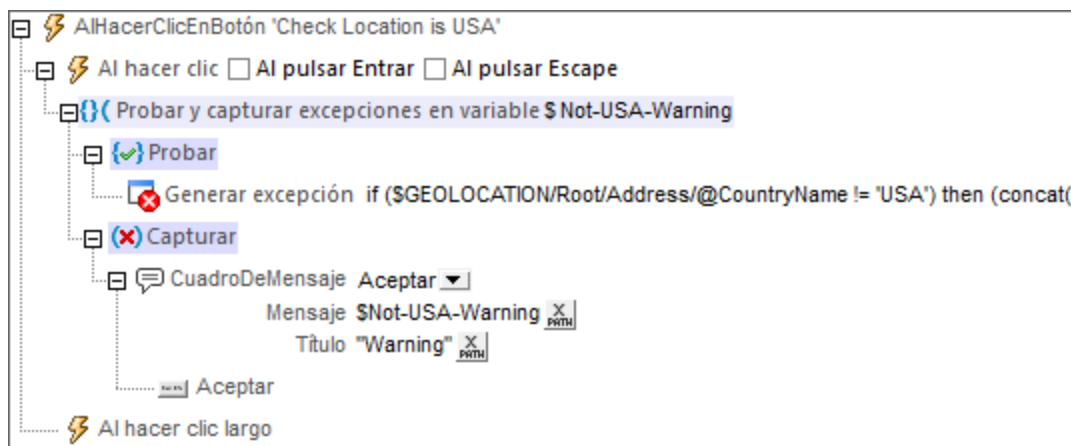 AlHacerClicEnBotón 'Check Location is USA'
Al hacer clic Al pulsar Entrar Al pulsar Escape
{}( Probar y capturar excepciones en variable $Not-USA-Warning
Probar
Generar excepción if ($GEOLOCATION/Root/Address/@CountryName != 'USA') then (concat(
Capturar
CuadroDeMensaje Aceptar
Mensaje $Not-USA-Warning X PATH
Título "Warning" X PATH
Aceptar
Al hacer clic largo